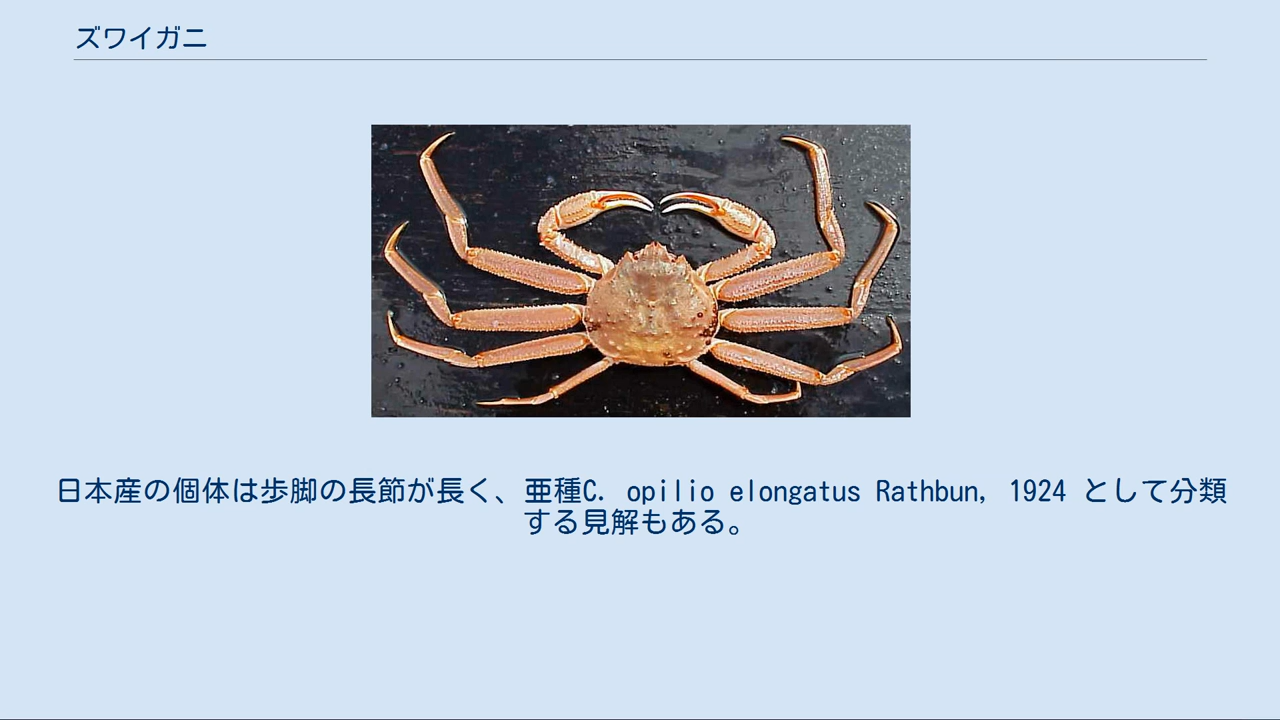 ズワイガニ
日本産の個体は歩脚の長節が長く、亜種C. opilio elongatus Rathbun, 1924 として分類
する見解もある。